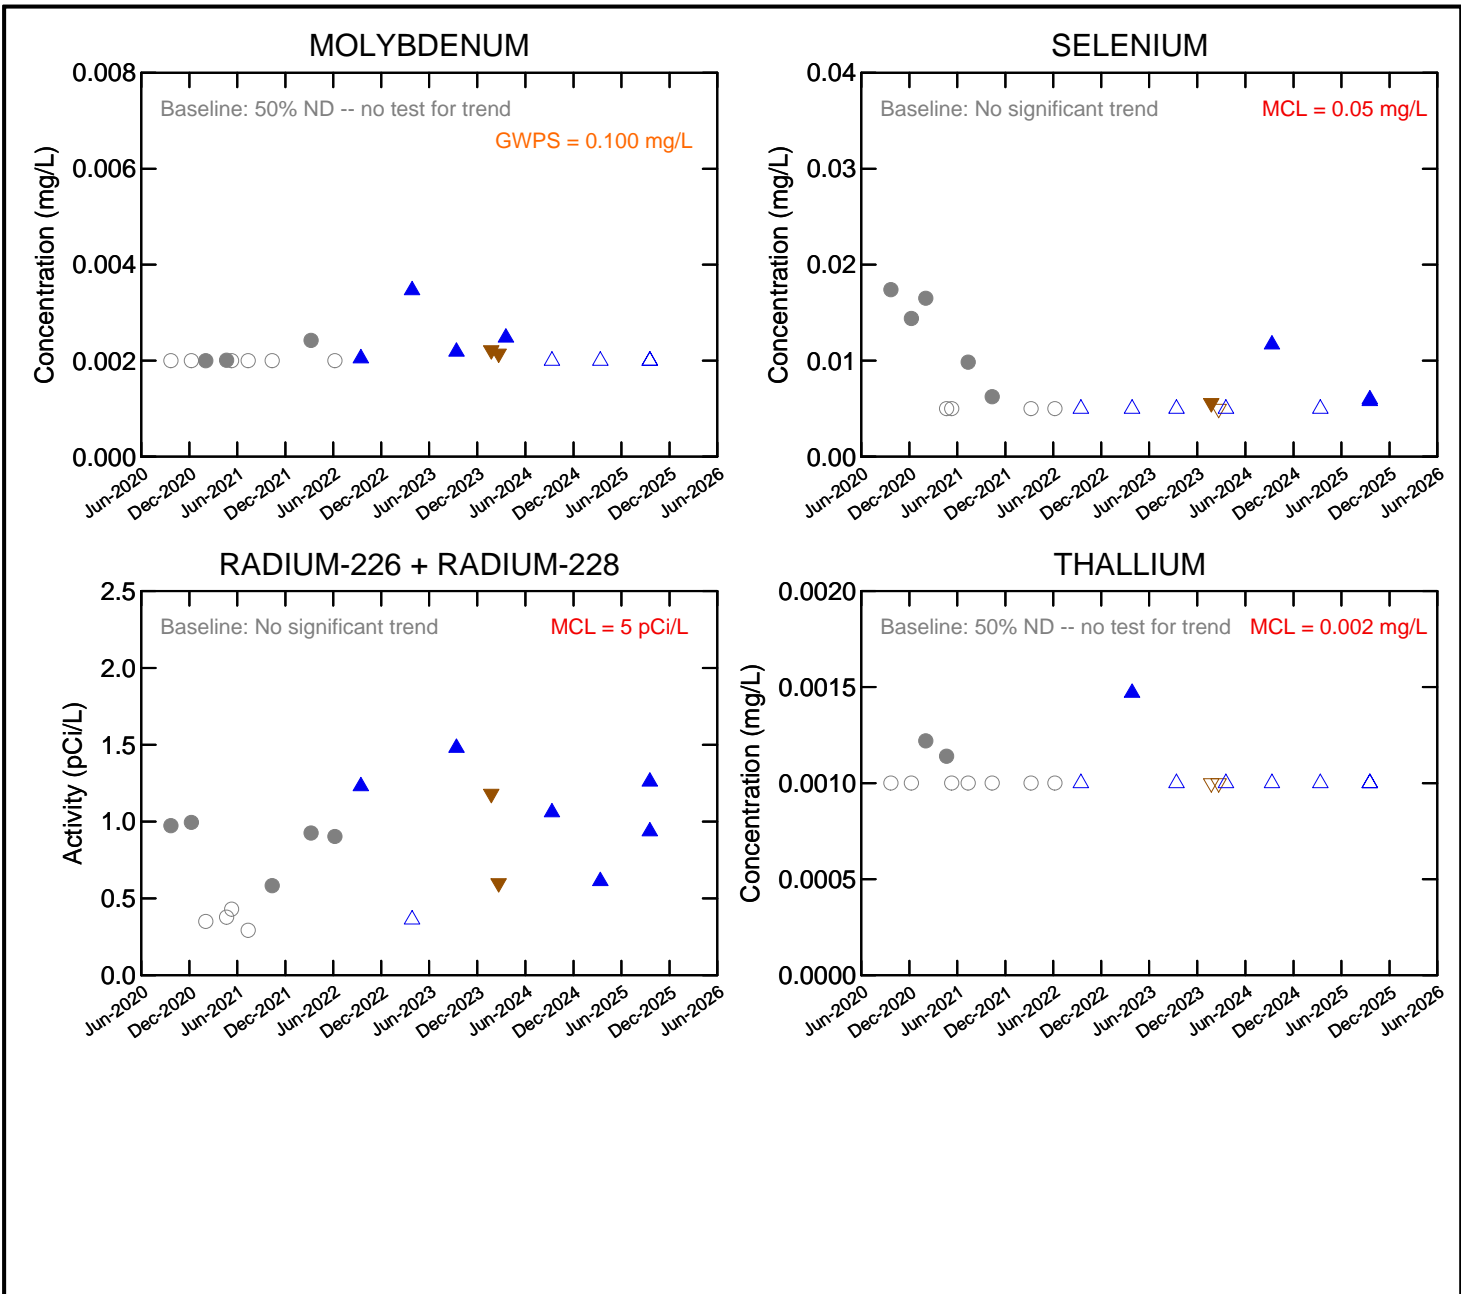 MOLYBDENUM
Baseline: 50% ND -- no test for trend
GWPS = 0.100 mg/L
Concentration (mg/L)
0.008
0.006
0.004
0.002
0.000
Jun-2020 Dec-2020 Jun-2021 Dec-2021 Jun-2022 Dec-2022 Jun-2023 Dec-2023 Jun-2024 Dec-2024 Jun-2025 Dec-2025 Jun-2026
SELENIUM
Baseline: No significant trend MCL = 0.05 mg/L
Concentration (mg/L)
0.04
0.03
0.02
0.01
0.00
Jun-2020 Dec-2020 Jun-2021 Dec-2021 Jun-2022 Dec-2022 Jun-2023 Dec-2023 Jun-2024 Dec-2024 Jun-2025 Dec-2025 Jun-2026
RADIUM-226 + RADIUM-228
Baseline: No significant trend MCL = 5 pCi/L
Activity (pCi/L)
2.5
2.0
1.5
1.0
0.5
0.0
Jun-2020 Dec-2020 Jun-2021 Dec-2021 Jun-2022 Dec-2022 Jun-2023 Dec-2023 Jun-2024 Dec-2024 Jun-2025 Dec-2025 Jun-2026
THALLIUM
Baseline: 50% ND -- no test for trend MCL = 0.002 mg/L
Concentration (mg/L)
0.0020
0.0015
0.0010
0.0005
0.0000
Jun-2020 Dec-2020 Jun-2021 Dec-2021 Jun-2022 Dec-2022 Jun-2023 Dec-2023 Jun-2024 Dec-2024 Jun-2025 Dec-2025 Jun-2026